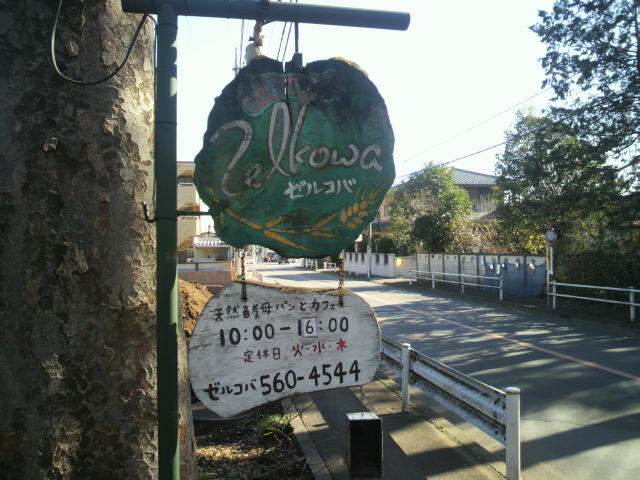 Zelkowa
ゼルコバ
天然酵母パンとカフェ
10:00-16:00
定休日 火・水・木
ゼルコバ 560-4544